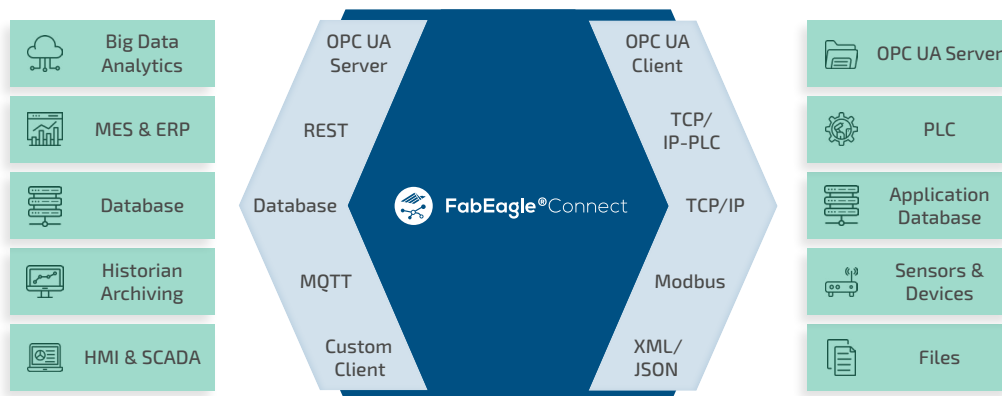 Big Data
Analytics
MES & ERP
Database
Historian
Archiving
HMI & SCADA
OPC UA
Server
REST
Database
MQTT
Custom
Client
FabEagle®Connect
OPC UA
Client
TCP/
IP-PLC
TCP/IP
Modbus
XML/
JSON
OPC UA Server
PLC
Application
Database
Sensors &
Devices
Files